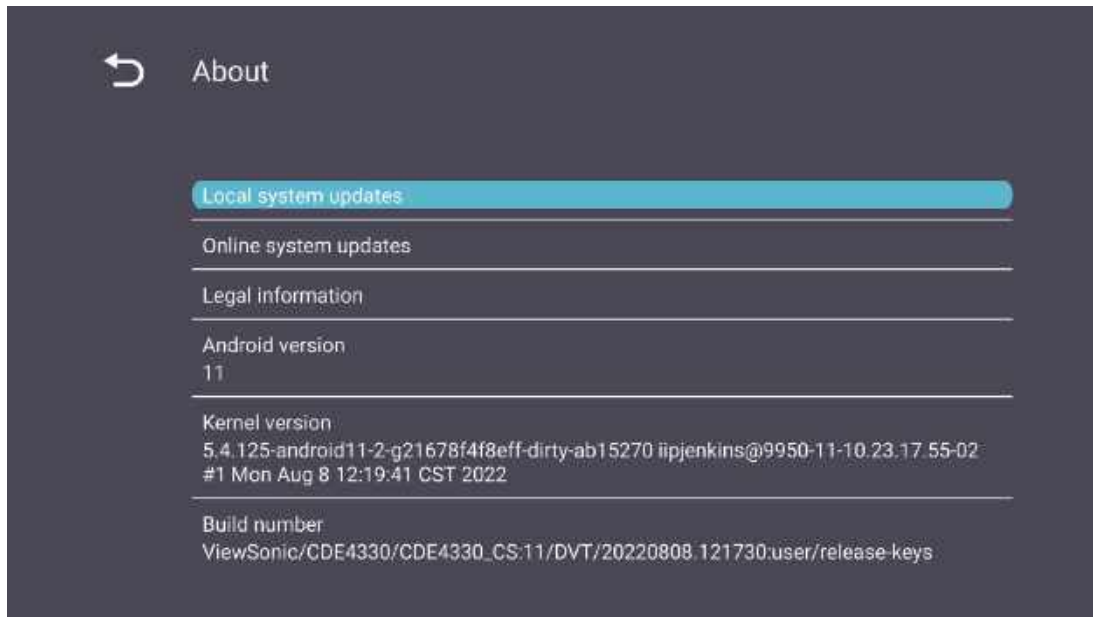 About
Local system updates
Online system updates
Legal information
Android version
11
Kernel version
5.4.125-android11-2-g21678f4f8eff-dirty-ab15270 iipjenkins@9950-11-10.23.17.55-02
#1 Mon Aug 8 12:19:41 CST 2022
Build number
ViewSonic/CDE4330/CDE4330_CS:11/DVT/20220808.121730:user/release-keys